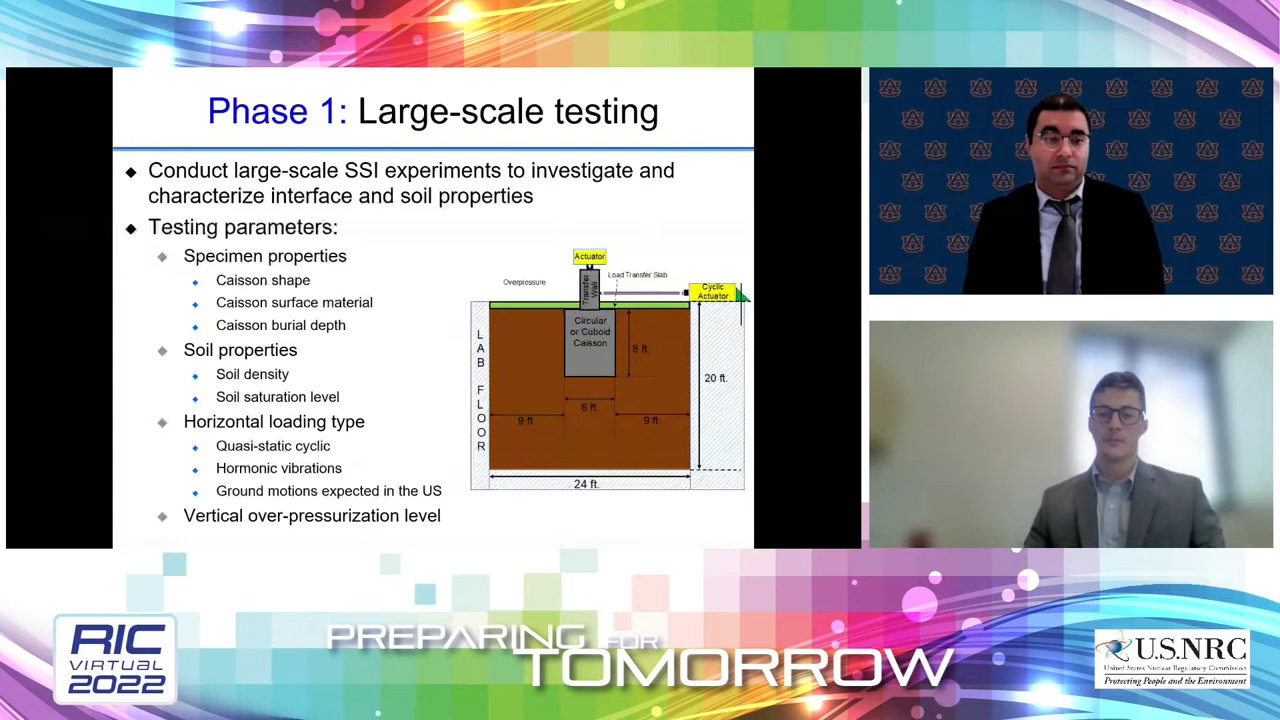 Phase 1: Large-scale testing
Conduct large-scale SSI experiments to investigate and
characterize interface and soil properties
Testing parameters:
Specimen properties
Caisson shape
Caisson surface material
Caisson burial depth
Soil properties
Soil density
Soil saturation level
Horizontal loading type
Quasi-static cyclic
Hormonic vibrations
Ground motions expected in the US
Vertical over-pressurization level
Actuator
Overpressure
Transfer
Wall
Load Transfer Slab
Cyclic
Actuator
Circular
or Cuboid
Caisson
LAB FLOOR
8 ft.
20 ft.
6 ft.
9 ft.
9 ft.
24 ft.
RIC
VIRTUAL
2022
PREPARING FOR
TOMORROW
U.S.NRC
United States Nuclear Regulatory Commission
Protecting People and the Environment